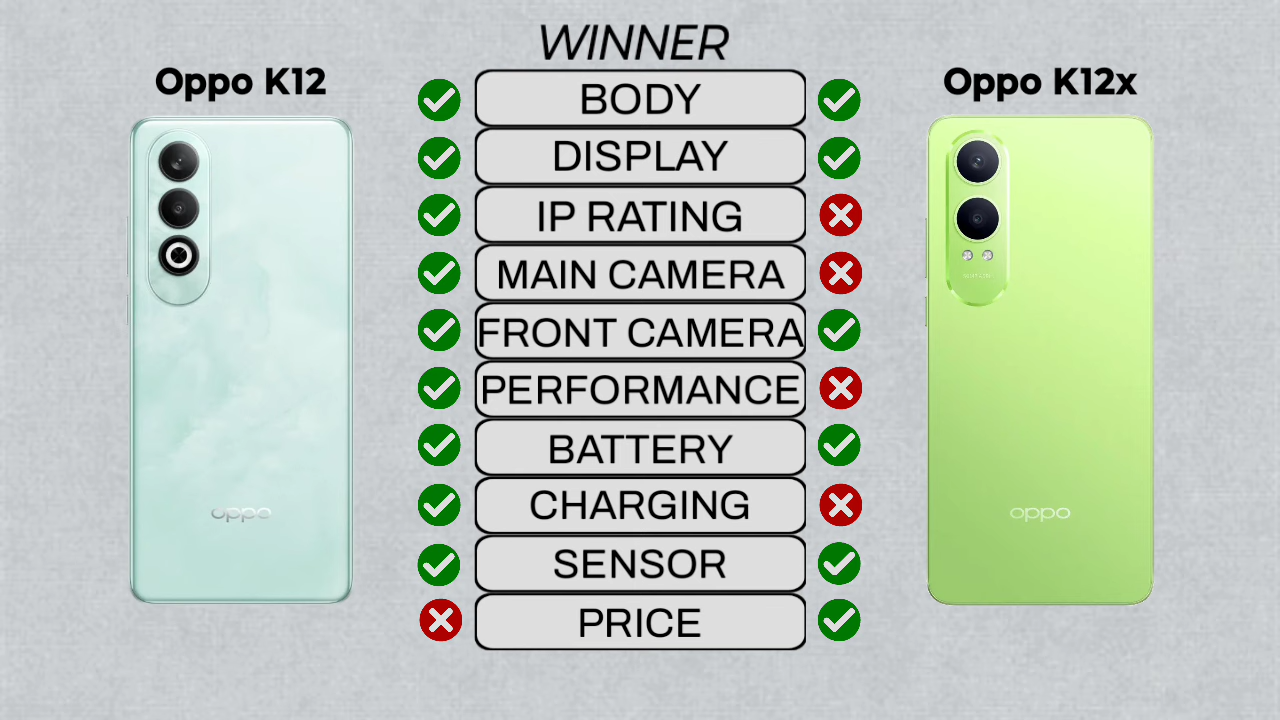 WINNER
Oppo K12
Oppo K12x
BODY
DISPLAY
IP RATING
MAIN CAMERA
FRONT CAMERA
PERFORMANCE
BATTERY
CHARGING
SENSOR
PRICE
oppo
oppo